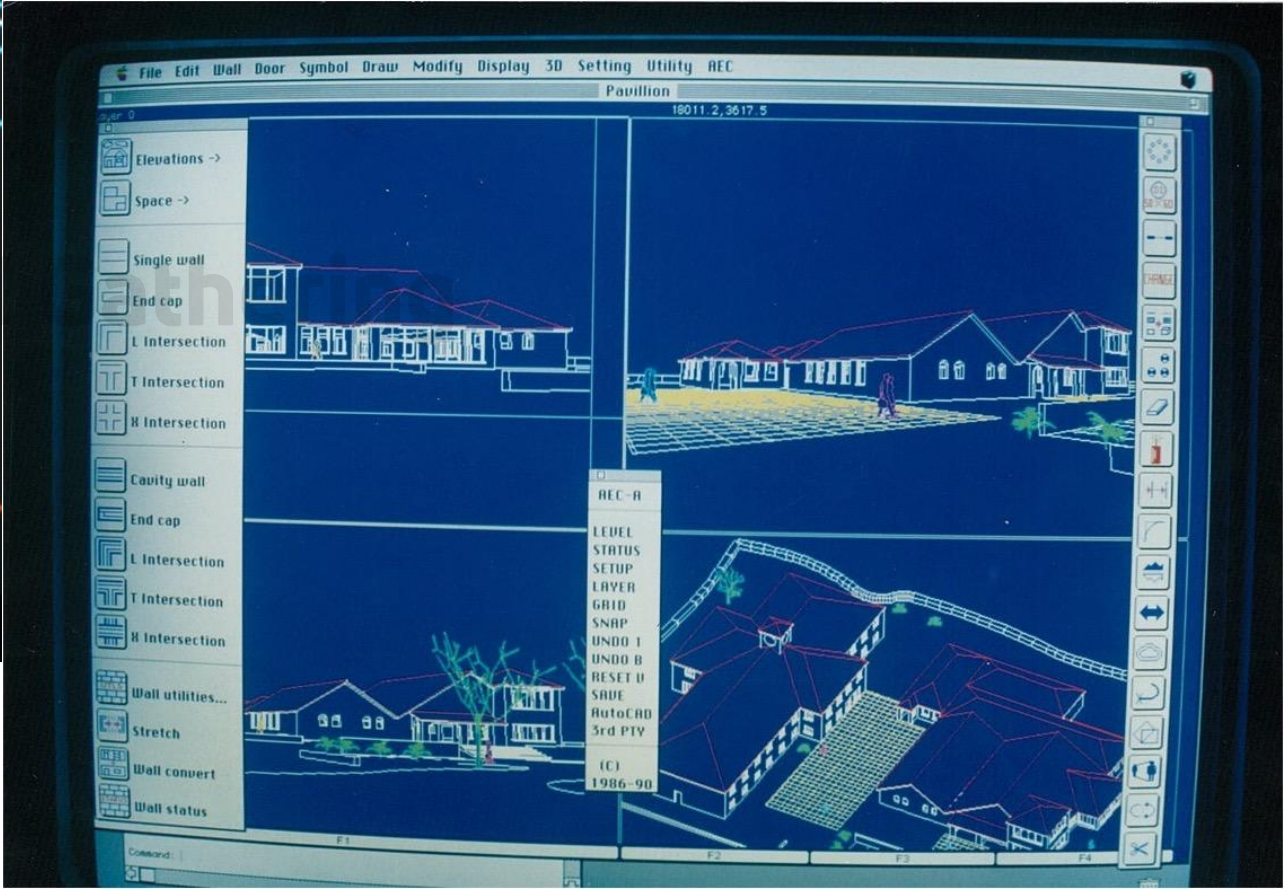 File Edit Wall Door Symbol Draw Modify Display 3D Setting Utility AEC
Pavillion
18011.2,3617.5
Elevations ->
Space ->
Single wall
End cap
L Intersection
T Intersection
X Intersection
Cavity wall
End cap
L Intersection
T Intersection
X Intersection
Wall utilities...
Stretch
Wall convert
Wall status
AEC-A
LEVEL
STATUS
SETUP
LAYER
GRID
SNAP
UNDO 1
UNDO B
RESET V
SAVE
AutoCAD
3rd PTY
(C)
1986-90
CHANGE
Gathering
F1
F2
F3
F4
Command: